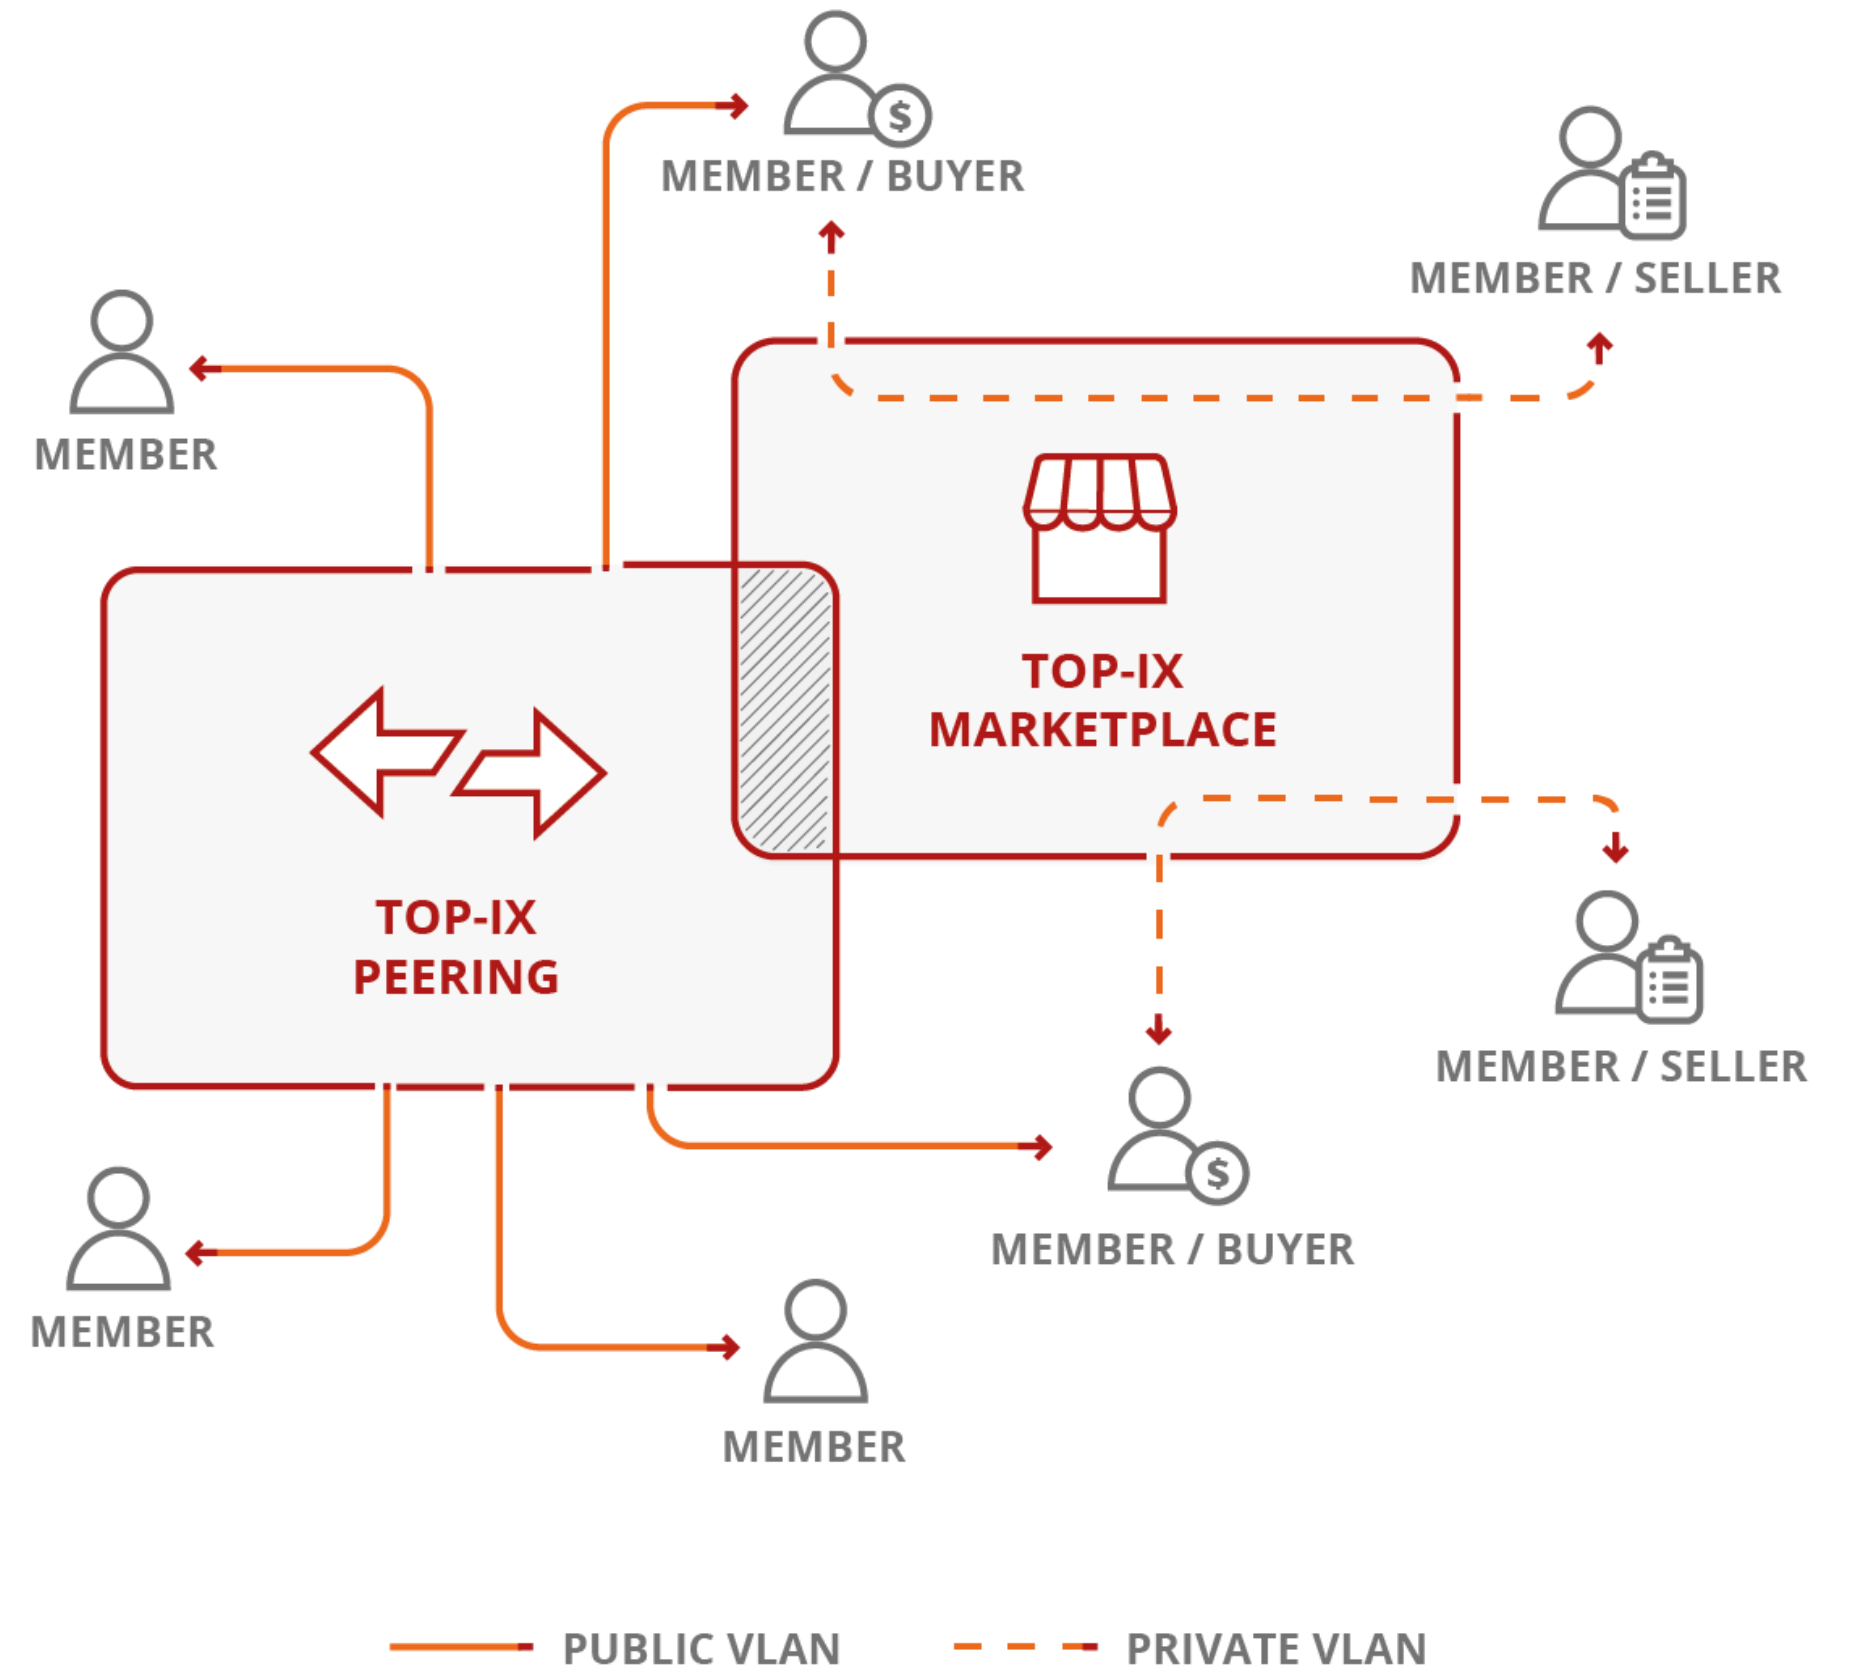 $
MEMBER / BUYER
MEMBER / SELLER
MEMBER
TOP-IX
MARKETPLACE
TOP-IX
PEERING
MEMBER / SELLER
$
MEMBER / BUYER
MEMBER
MEMBER
PUBLIC VLAN
PRIVATE VLAN